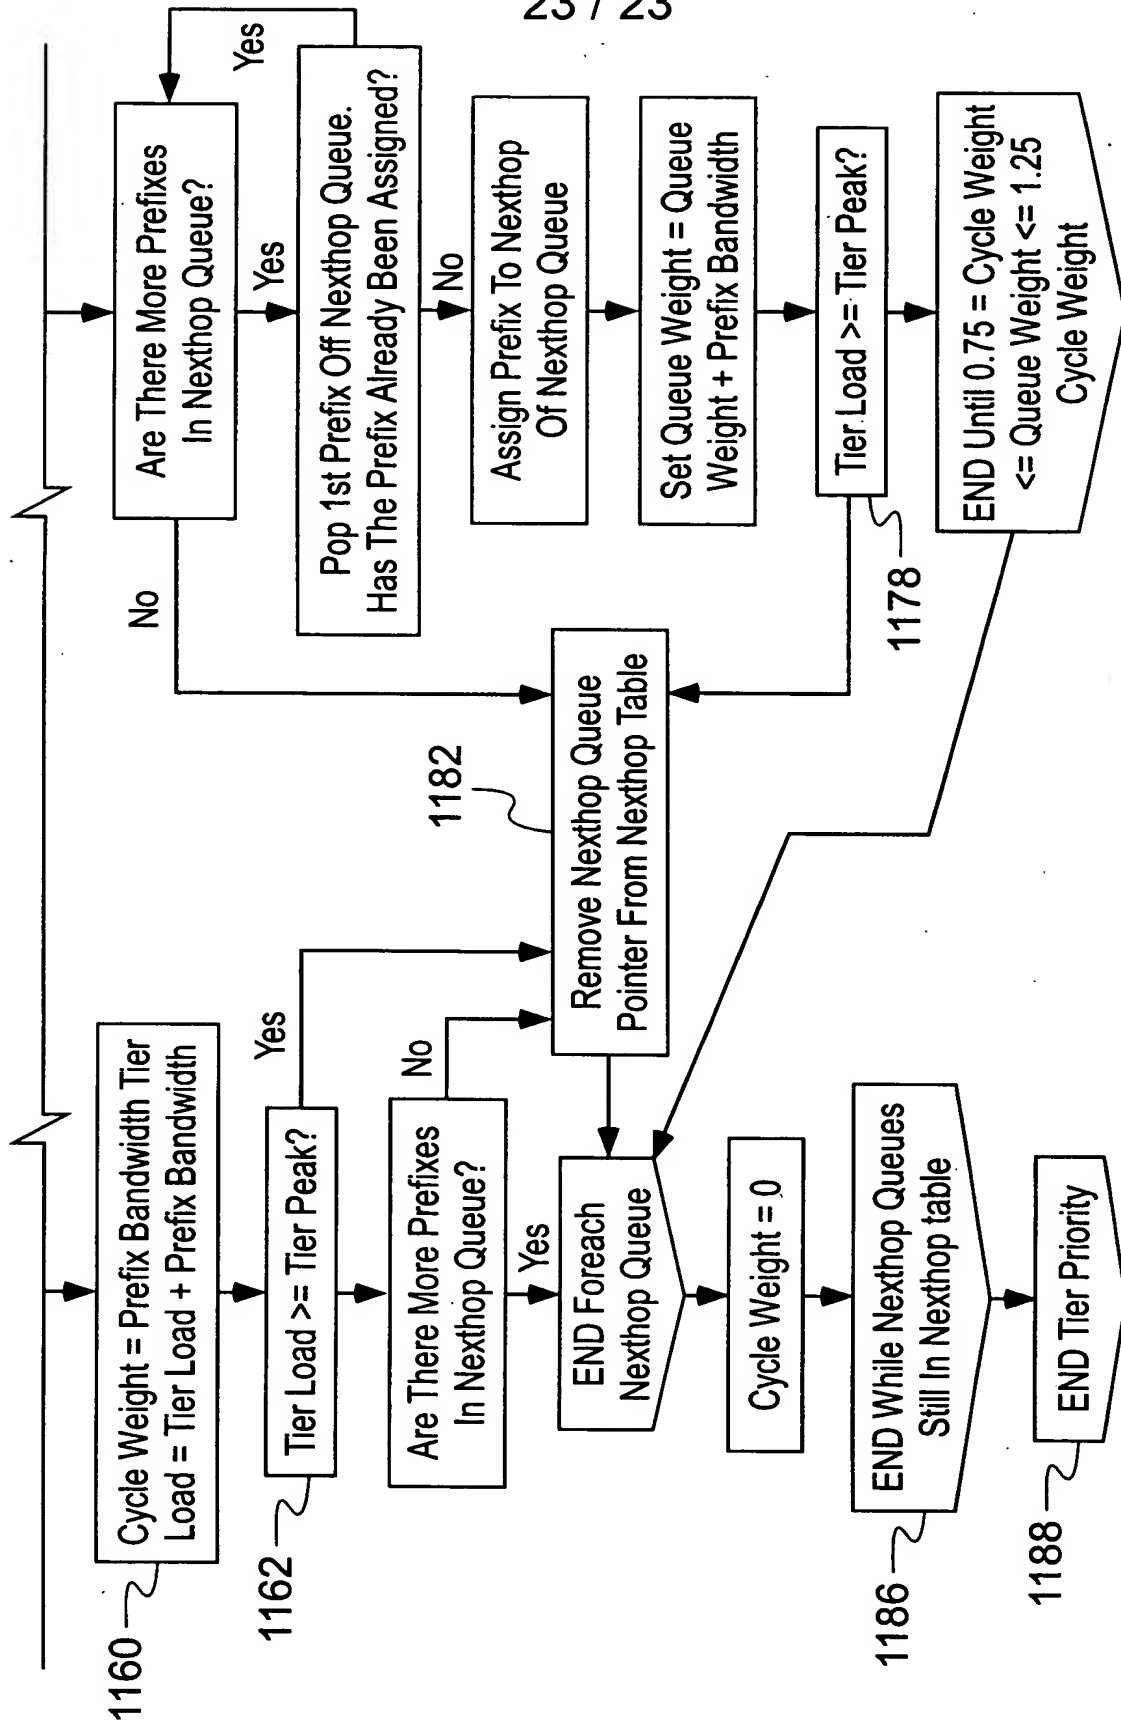 23 / 23
Cycle Weight = Prefix Bandwidth Tier
Load = Tier Load + Prefix Bandwidth
1160
Tier Load >= Tier Peak?
Yes
1162
Are There More Prefixes
In Nexthop Queue?
No
Yes
END Foreach
Nexthop Queue
Cycle Weight = 0
END While Nexthop Queues
Still In Nexthop table
1186
END Tier Priority
1188
Remove Nexthop Queue
Pointer From Nexthop Table
1182
Are There More Prefixes
In Nexthop Queue?
No
Yes
Yes
Pop 1st Prefix Off Nexthop Queue.
Has The Prefix Already Been Assigned?
No
Assign Prefix To Nexthop
Of Nexthop Queue
Set Queue Weight = Queue
Weight + Prefix Bandwidth
Tier Load >= Tier Peak?
1178
END Until 0.75 = Cycle Weight
<= Queue Weight <= 1.25
Cycle Weight